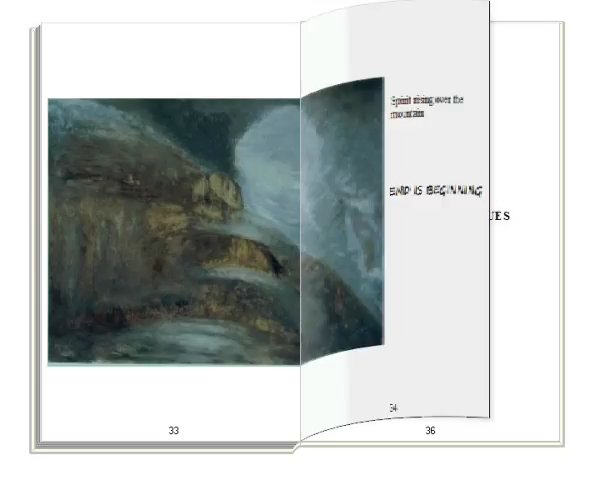 Spirit rising over the
mountain
END IS BEGINNING
UES
34
33
36